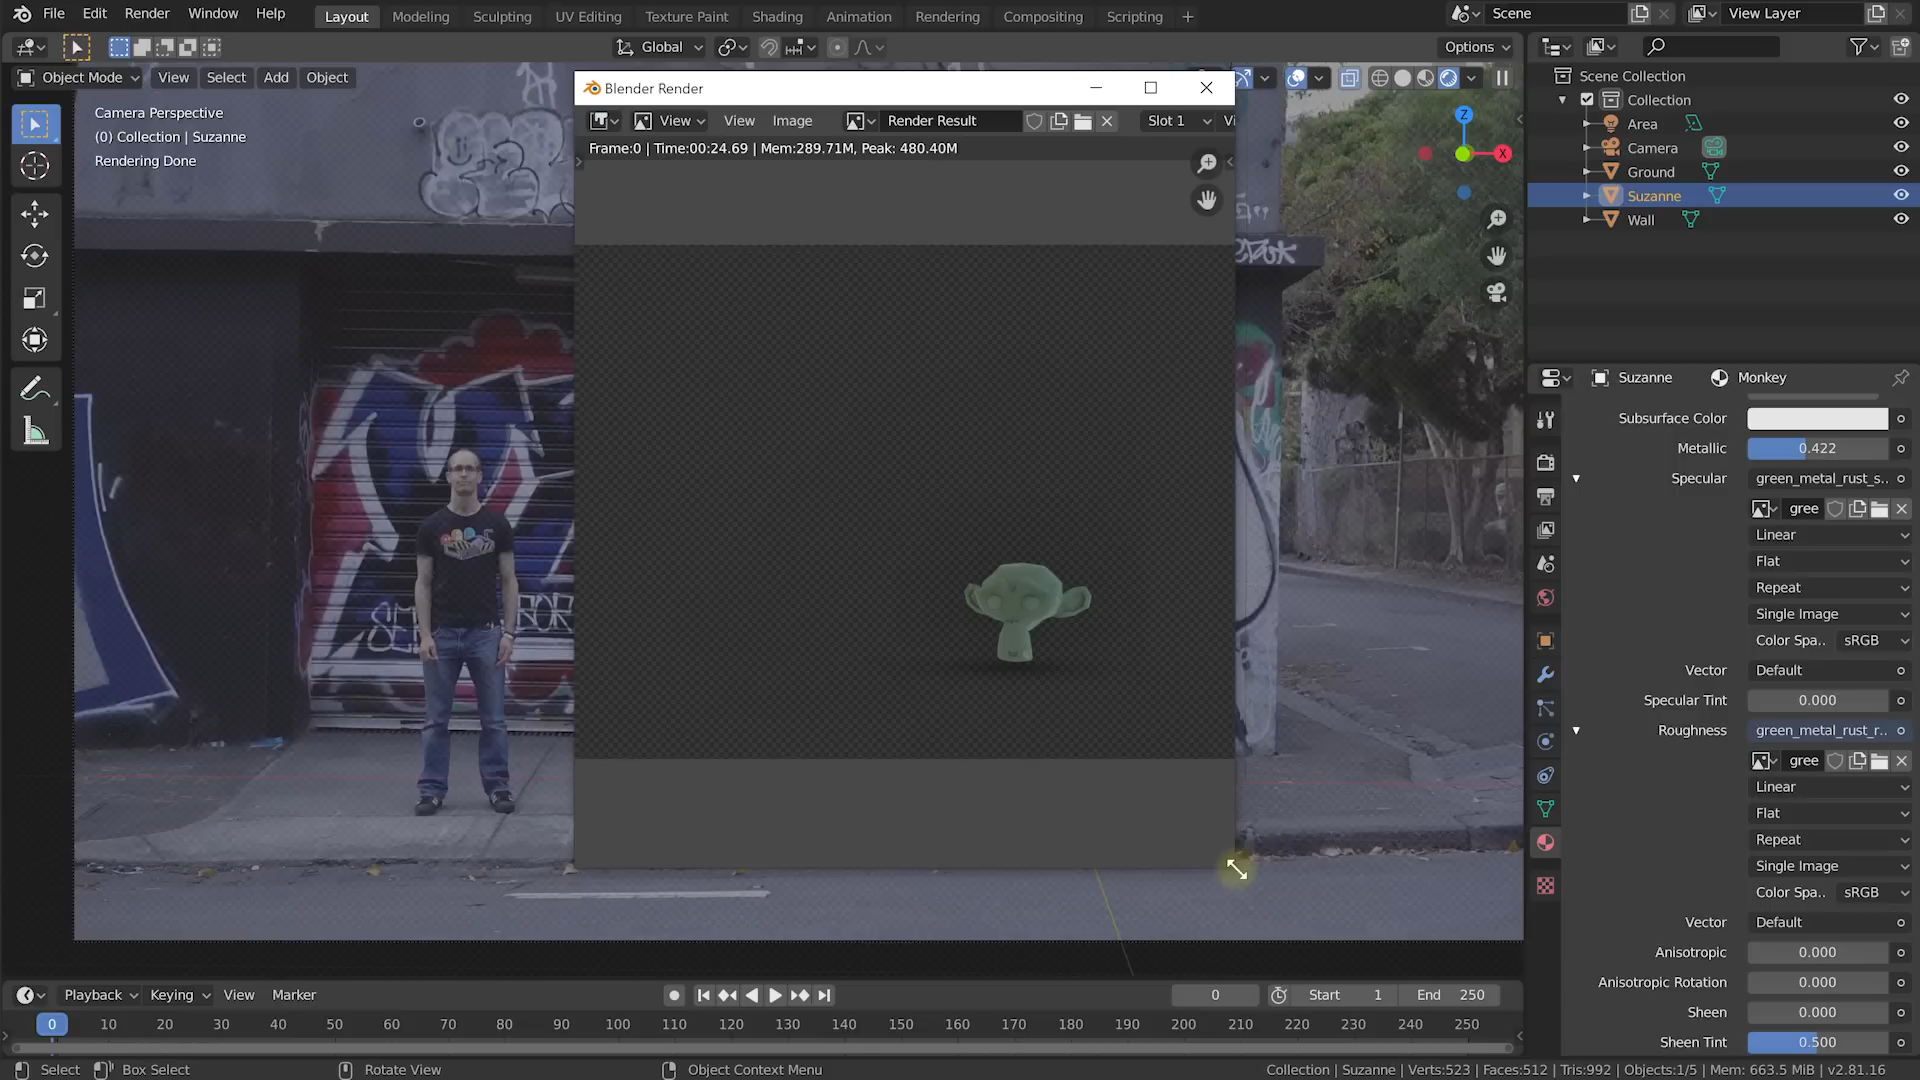 File Edit Render Window Help
Layout Modeling Sculpting UV Editing Texture Paint Shading Animation Rendering Compositing Scripting +
Scene
View Layer
Global
Options
Object Mode View Select Add Object
Camera Perspective
(0) Collection | Suzanne
Rendering Done
Blender Render
View View Image Render Result Slot 1 Vi
Frame:0 | Time:00:24.69 | Mem:289.71M, Peak: 480.40M
Z
X
Scene Collection
Collection
Area
Camera
Ground
Suzanne
Wall
Suzanne Monkey
Subsurface Color
Metallic 0.422
Specular green_metal_rust_s..
gree
Linear
Flat
Repeat
Single Image
Color Spa.. sRGB
Vector Default
Specular Tint 0.000
Roughness green_metal_rust_r..
gree
Linear
Flat
Repeat
Single Image
Color Spa.. sRGB
Vector Default
Anisotropic 0.000
Anisotropic Rotation 0.000
Sheen 0.000
Sheen Tint 0.500
Playback Keying View Marker
0 Start 1 End 250
0 10 20 30 40 50 60 70 80 90 100 110 120 130 140 150 160 170 180 190 200 210 220 230 240 250
Select Box Select Rotate View Object Context Menu
Collection | Suzanne | Verts:523 | Faces:512 | Tris:992 | Objects:1/5 | Mem: 663.5 MiB | v2.81.16